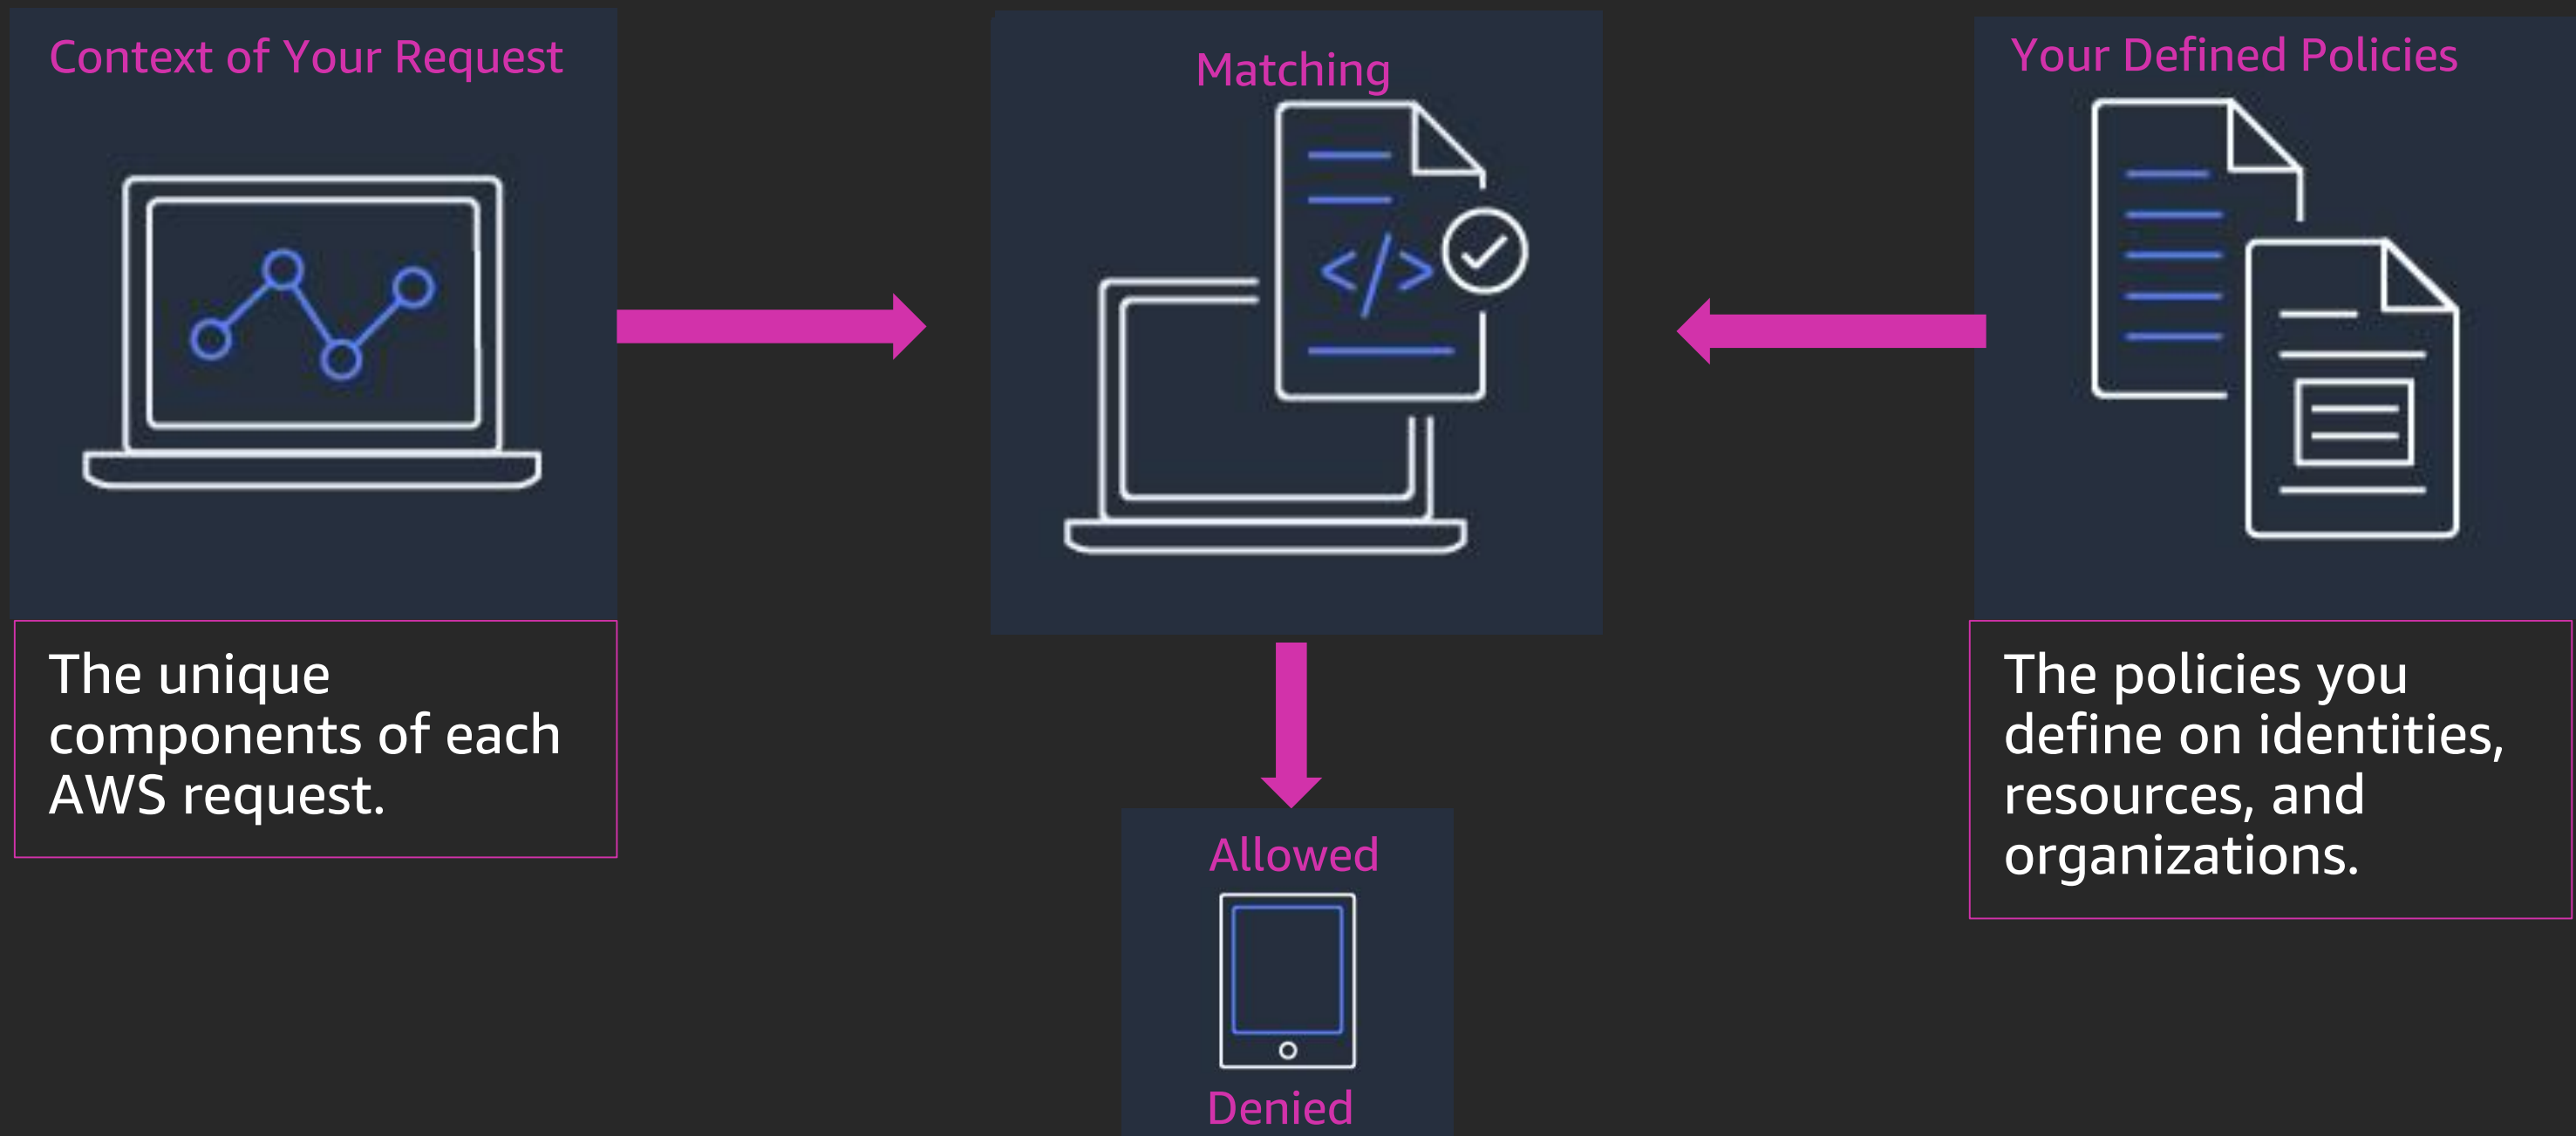 Context of Your Request
The unique
components of each
AWS request.
Matching
</>
Allowed
Denied
Your Defined Policies
The policies you
define on identities,
resources, and
organizations.